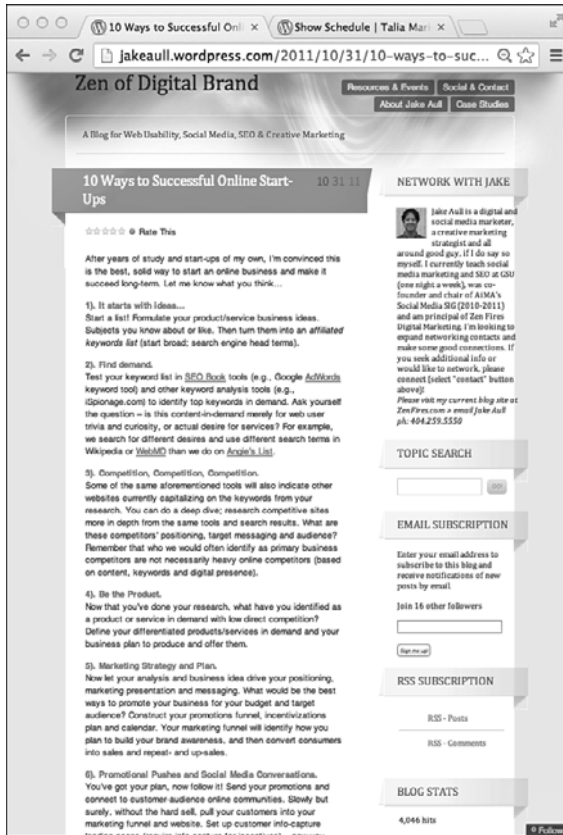 10 Ways to Successful Onli
Show Schedule | Talia Mari
jakeaull.wordpress.com/2011/10/31/10-ways-to-suc...
Zen of Digital Brand
Resources & Events
Social & Contact
About Jake Aull
Case Studies
A Blog for Web Usability, Social Media, SEO & Creative Marketing
10 Ways to Successful Online Start-
Ups
10 31 11
Rate This
After years of study and start-ups of my own, I'm convinced this
is the best, solid way to start an online business and make it
succeed long-term. Let me know what you think...
1). It starts with ideas...
Start a list! Formulate your product/service business ideas.
Subjects you know about or like. Then turn them into an affiliated
keywords list (start broad; search engine head terms).
2). Find demand.
Test your keyword list in SEO Book tools (e.g., Google AdWords
keyword tool) and other keyword analysis tools (e.g.,
iSpionage.com) to identify top keywords in demand. Ask yourself
the question – is this content-in-demand merely for web user
trivia and curiosity, or actual desire for services? For example,
we search for different desires and use different search terms in
Wikipedia or WebMD than we do on Angie's List.
3). Competition, Competition, Competition.
Some of the same aforementioned tools will also indicate other
websites currently capitalizing on the keywords from your
research. You can do a deep dive; research competitive sites
more in depth from the same tools and search results. What are
these competitors' positioning, target messaging and audience?
Remember that who we would often identify as primary business
competitors are not necessarily heavy online competitors (based
on content, keywords and digital presence).
4). Be the Product.
Now that you've done your research, what have you identified as
a product or service in demand with low direct competition?
Define your differentiated products/services in demand and your
business plan to produce and offer them.
5). Marketing Strategy and Plan.
Now let your analysis and business idea drive your positioning,
marketing presentation and messaging. What would be the best
ways to promote your business for your budget and target
audience? Construct your promotions funnel, incentivizations
plan and calendar. Your marketing funnel will identify how you
plan to build your brand awareness, and then convert consumers
into sales and repeat- and up-sales.
6). Promotional Pushes and Social Media Conversations.
You've got your plan, now follow it! Send your promotions and
connect to customer-audience online communities. Slowly but
surely, without the hard sell, pull your customers into your
marketing funnel and website. Set up customer info-capture
NETWORK WITH JAKE
Jake Aull is a digital and
social media marketer,
a creative marketing
strategist and all
around good guy, if I do say so
myself. I currently teach social
media marketing and SEO at GSU
(one night a week), was co-
founder and chair of AiMA's
Social Media SIG (2010-2011)
and am principal of Zen Fires
Digital Marketing. I'm looking to
expand networking contacts and
make some good connections. If
you seek additional info or
would like to network, please
connect (select "contact" button
above)!
Please visit my current blog site at
ZenFires.com » email Jake Aull
ph: 404.259.5550
TOPIC SEARCH
GO!
EMAIL SUBSCRIPTION
Enter your email address to
subscribe to this blog and
receive notifications of new
posts by email.
Join 16 other followers
Sign me up!
RSS SUBSCRIPTION
RSS - Posts
RSS - Comments
BLOG STATS
4,046 hits
Follow